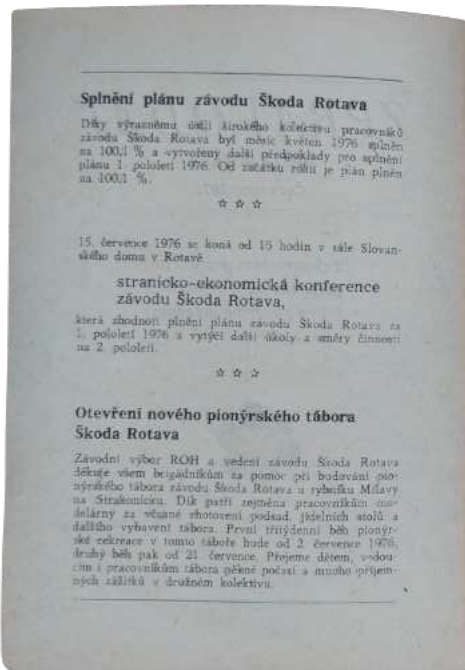 Splnění plánu závodu Škoda Rotava
Díky výraznému úsilí širokého kolektivu pracovníků
závodu Škoda Rotava byl měsíc květen 1976 splněn
na 100,1 % a vytvořeny další předpoklady pro splnění
plánu 1. pololetí 1976. Od začátku roku je plán plněn
na 100,1 %.
☆ ☆ ☆
15. července 1976 se koná od 15 hodin v sále Slovan-
ského domu v Rotavě
stranicko-ekonomická konference
závodu Škoda Rotava,
která zhodnotí plnění plánu závodu Škoda Rotava za
1. pololetí 1976 a vytýčí další úkoly a směry činnosti
na 2. pololetí.
☆ ☆ ☆
Otevření nového pionýrského tábora
Škoda Rotava
Závodní výbor ROH a vedení závodu Škoda Rotava
děkuje všem brigádníkům za pomoc při budování pio-
nýrského tábora závodu Škoda Rotava u rybníku Milavy
na Strakonicku. Dík patří zejména pracovníkům mo-
delárny za včasné zhotovení podsad, jídelních stolů a
dalšího vybavení tábora. První třítýdenní běh pionýr-
ské rekreace v tomto táboře bude od 2. července 1976,
druhý běh pak od 21. července. Přejeme dětem, vedou-
cím i pracovníkům tábora pěkné počasí a mnoho příjem-
ných zážitků v družném kolektivu.